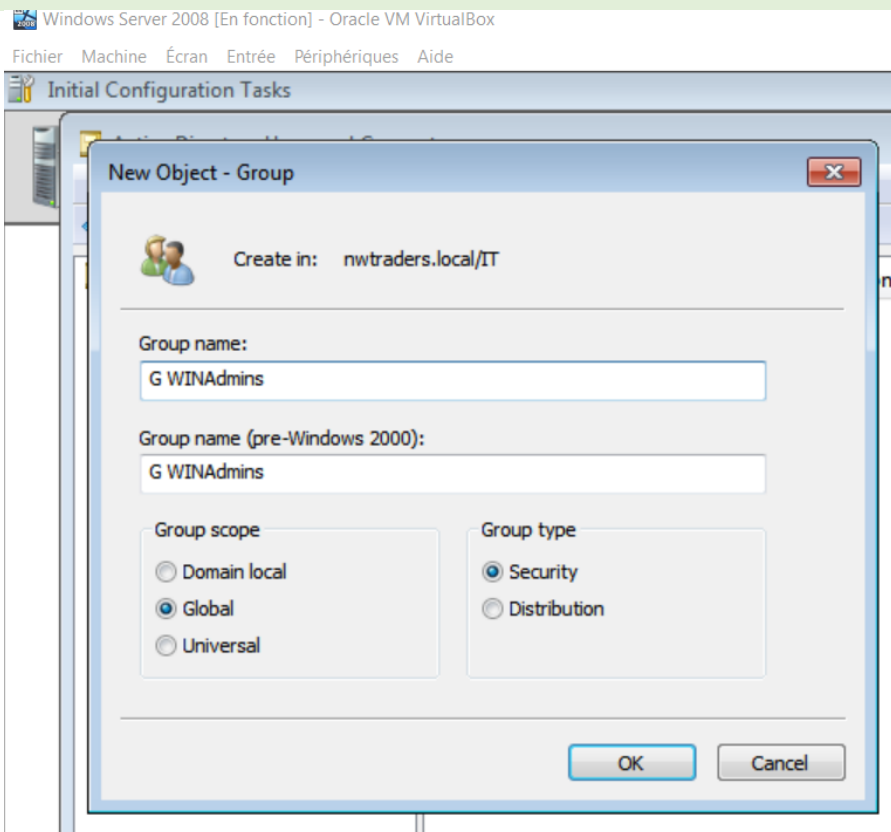 Windows Server 2008 [En fonction] - Oracle VM VirtualBox
Fichier Machine Écran Entrée Périphériques Aide
Initial Configuration Tasks
New Object - Group
Create in: nwtraders.local/IT
Group name:
G WINAdmins
Group name (pre-Windows 2000):
G WINAdmins
Group scope
Group type
Domain local
Security
Global
Distribution
Universal
OK
Cancel